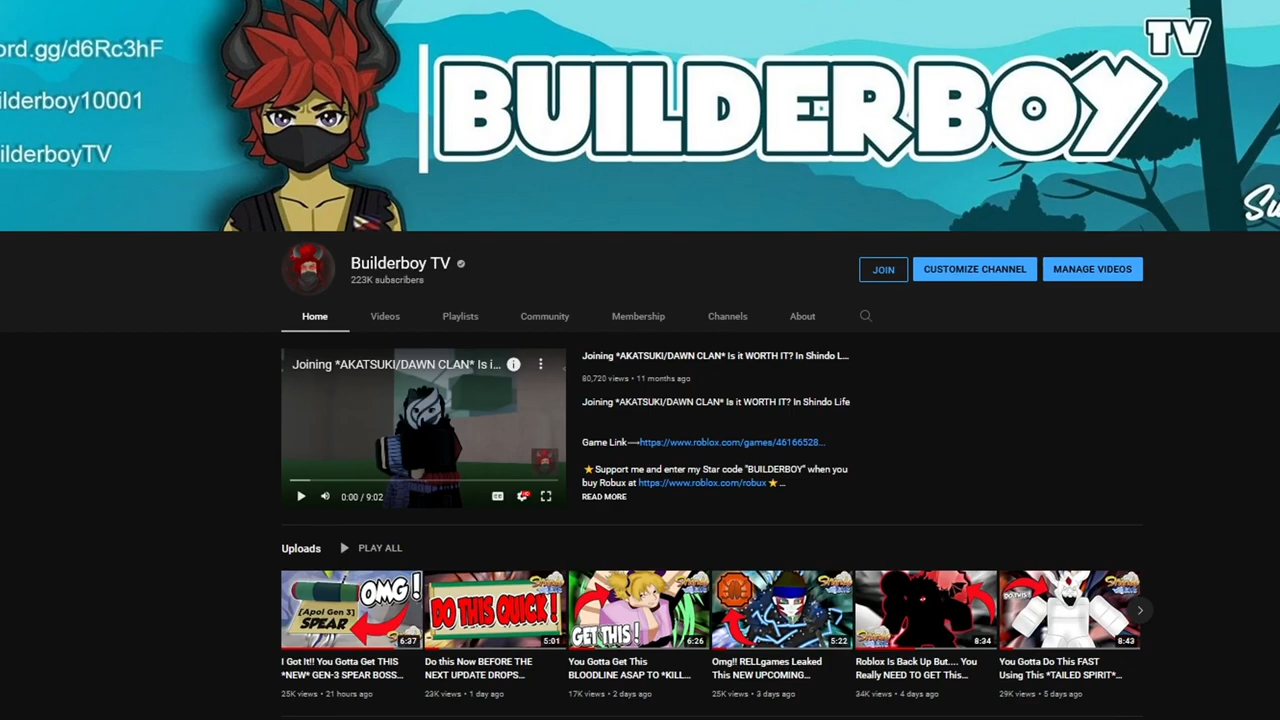 ord.gg/d6Rc3hF
ilderboy10001
ilderboyTV
BUILDERBOY
TV
Su
Builderboy TV
223K subscribers
JOIN
CUSTOMIZE CHANNEL
MANAGE VIDEOS
Home
Videos
Playlists
Community
Membership
Channels
About
Joining *AKATSUKI/DAWN CLAN* Is i...
0:00 / 9:02
Joining *AKATSUKI/DAWN CLAN* Is it WORTH IT? In Shindo L...
80,720 views • 11 months ago
Joining *AKATSUKI/DAWN CLAN* Is it WORTH IT? In Shindo Life
Game Link—›https://www.roblox.com/games/46166528...
⭐Support me and enter my Star code "BUILDERBOY" when you
buy Robux at https://www.roblox.com/robux ⭐...
READ MORE
Uploads
PLAY ALL
OMG!
[Apol Gen 3]
SPEAR
6:37
I Got It!! You Gotta Get THIS
*NEW* GEN-3 SPEAR BOSS...
25K views • 21 hours ago
DO THIS QUICK!
5:01
Do this Now BEFORE THE
NEXT UPDATE DROPS...
23K views • 1 day ago
GET THIS!
6:26
You Gotta Get This
BLOODLINE ASAP TO *KILL...
17K views • 2 days ago
5:22
Omg!! RELLgames Leaked
This NEW UPCOMING...
25K views • 3 days ago
8:34
Roblox Is Back Up But.... You
Really NEED TO GET This...
34K views • 4 days ago
DO THIS!
8:43
You Gotta Do This FAST
Using This *TAILED SPIRIT*...
29K views • 5 days ago